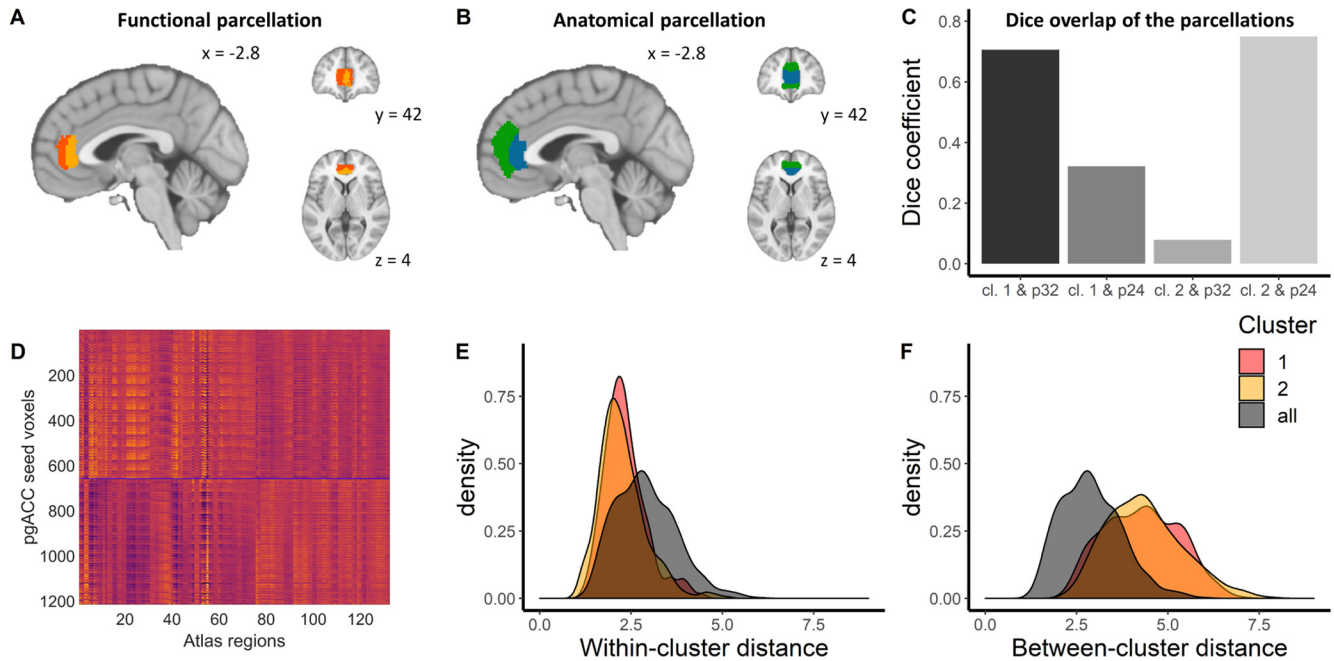 A
Functional parcellation
x = -2.8
y = 42
z = 4
B
Anatomical parcellation
x = -2.8
y = 42
z = 4
C
Dice overlap of the parcellations
Dice coefficient
0.8
0.6
0.4
0.2
0.0
cl. 1 & p32
cl. 1 & p24
cl. 2 & p32
cl. 2 & p24
D
pgACC seed voxels
200
400
600
800
1000
1200
20
40
60
80
100
120
Atlas regions
E
density
0.75
0.50
0.25
0.00
0.0
2.5
5.0
7.5
Within-cluster distance
F
Cluster
1
2
all
density
0.75
0.50
0.25
0.00
0.0
2.5
5.0
7.5
Between-cluster distance